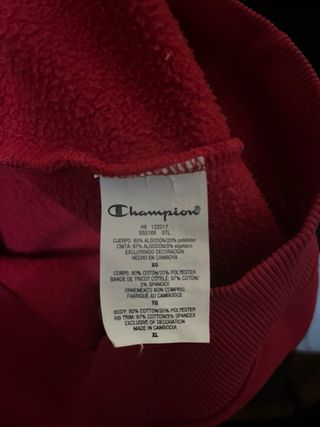 Champion®
H6 122017
S5018X STL
CUERPO: 80% ALGODÓN/20% poliéster
CINTA: 97% ALGODÓN/3% elastano
EXCLUYENDO DECORACIÓN
HECHO EN CAMBOYA
XG
CORPS: 80% COTON/20% POLYESTER
BANDE DE TRICOT CÔTELÉ: 97% COTON/
3% SPANDEX
ORNEMENTS NON COMPRIS
FABRIQUÉ AU CAMBODGE
TG
BODY: 80% COTTON/20% POLYESTER
RIB TRIM: 97% COTTON/3% SPANDEX
EXCLUSIVE OF DECORATION
MADE IN CAMBODIA
XL